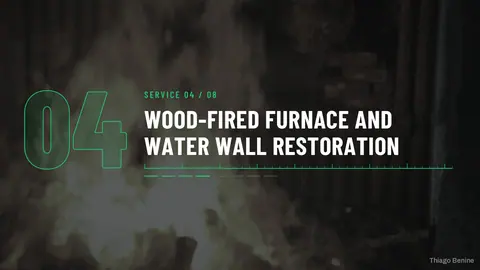 04
SERVICE 04 / 08
WOOD-FIRED FURNACE AND
WATER WALL RESTORATION
Thiago Benine